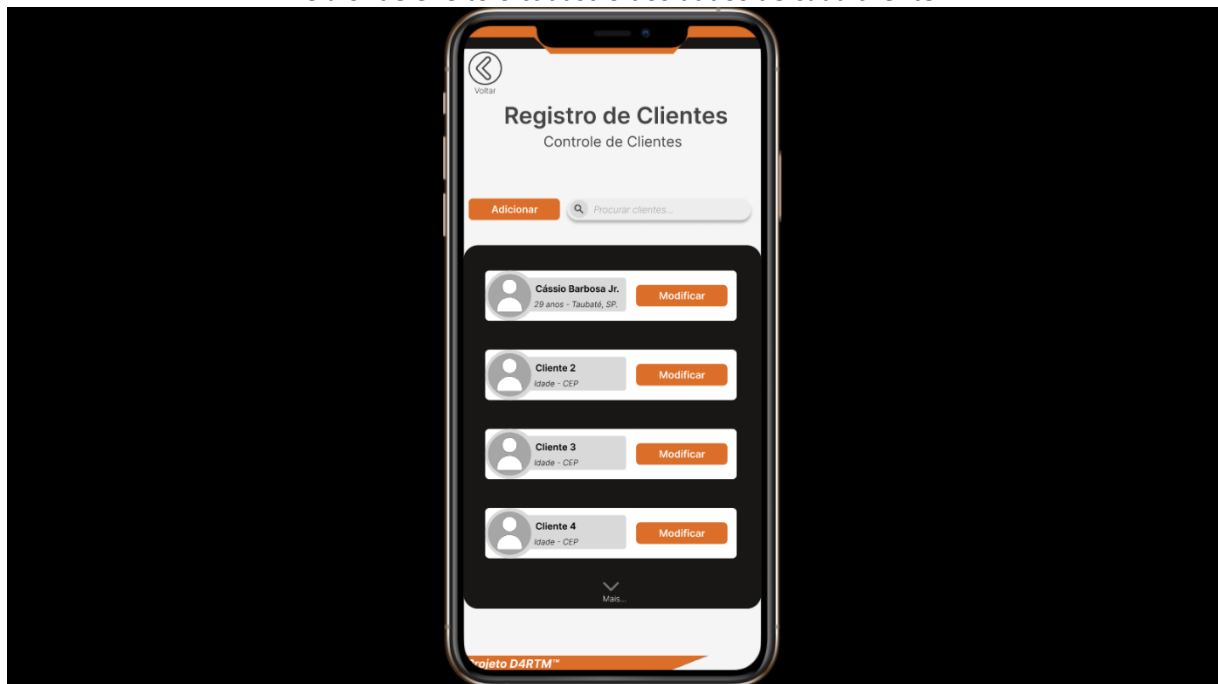 Voltar
Registro de Clientes
Controle de Clientes
Adicionar
Procurar clientes...
Cássio Barbosa Jr.
29 anos - Taubaté, SP.
Modificar
Cliente 2
Idade - CEP
Modificar
Cliente 3
Idade - CEP
Modificar
Cliente 4
Idade - CEP
Modificar
Mais...
Projeto D4RTM™